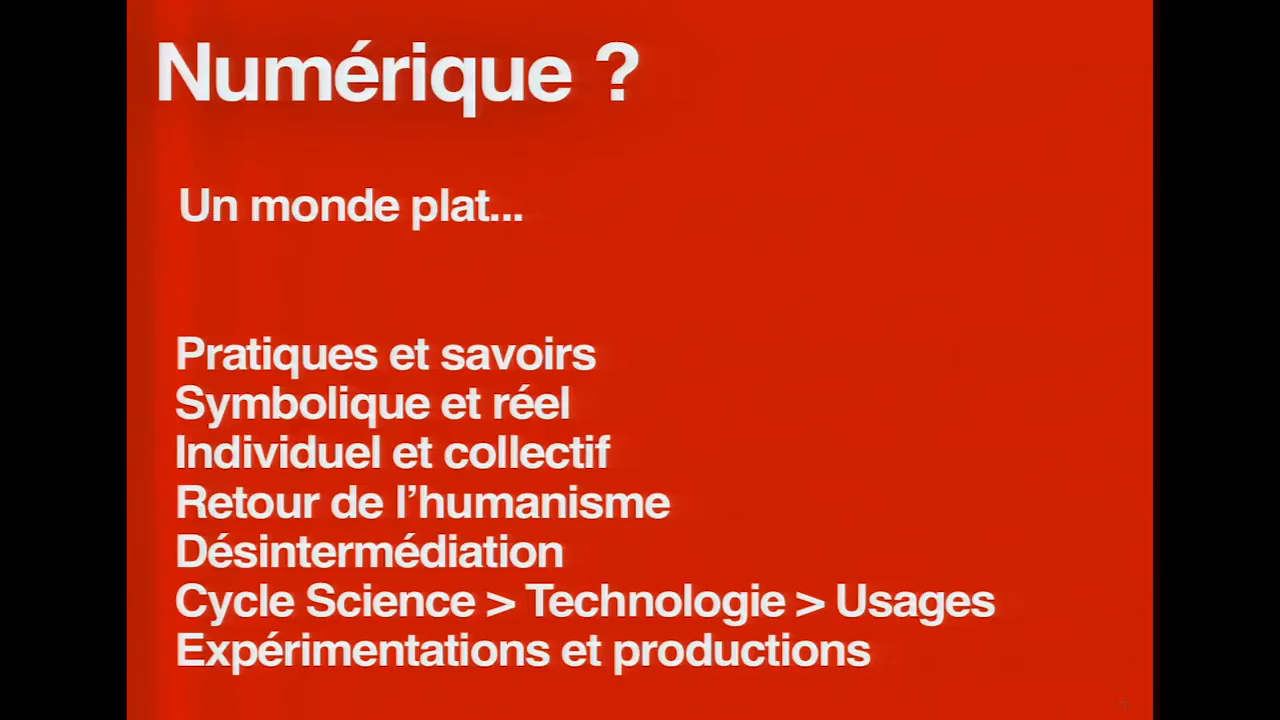 Numérique ?
Un monde plat...
Pratiques et savoirs
Symbolique et réel
Individuel et collectif
Retour de l’humanisme
Désintermédiation
Cycle Science > Technologie > Usages
Expérimentations et productions